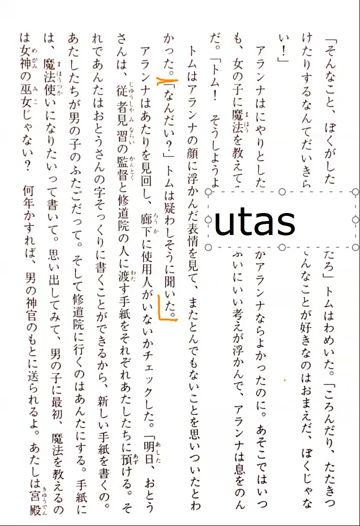 「そんなこと、ぼくがした だろ」トムはわめいた。「ころんだり、たたきつ
けたりするなんてだいきら んなことが好きなのはおまえだ、ぼくじゃな
い！」
アランナはにやりとした がアランナならよかったのに。あそこではいつ
も、女の子に魔法を教えて ふいにいい考えが浮かんで、アランナは息をのん
だ。「トム！　そうしようよ
トムはアランナの顔に浮かんだ表情を見て、またとんでもないことを思いついたとわ
かった。「なんだい？」トムは疑わしそうに聞いた。
アランナはあたりを見回し、廊下に使用人がいないかチェックした。「明日、おとう
さんは、従者見習の監督と修道院の人に渡す手紙をそれぞれあたしたちに預ける。そ
れであんたはおとうさんの字そっくりに書くことができるから、新しい手紙を書くの。
あたしたちが男の子のふたごだって。そして修道院に行くのはあんたにする。手紙に
は、魔法使いになりたいって書いて。思い出してみて、男の子に最初、魔法を教えるの
は女神の巫女じゃない？　何年かすれば、男の神官のもとに送られるよ。あたしは宮殿
utas